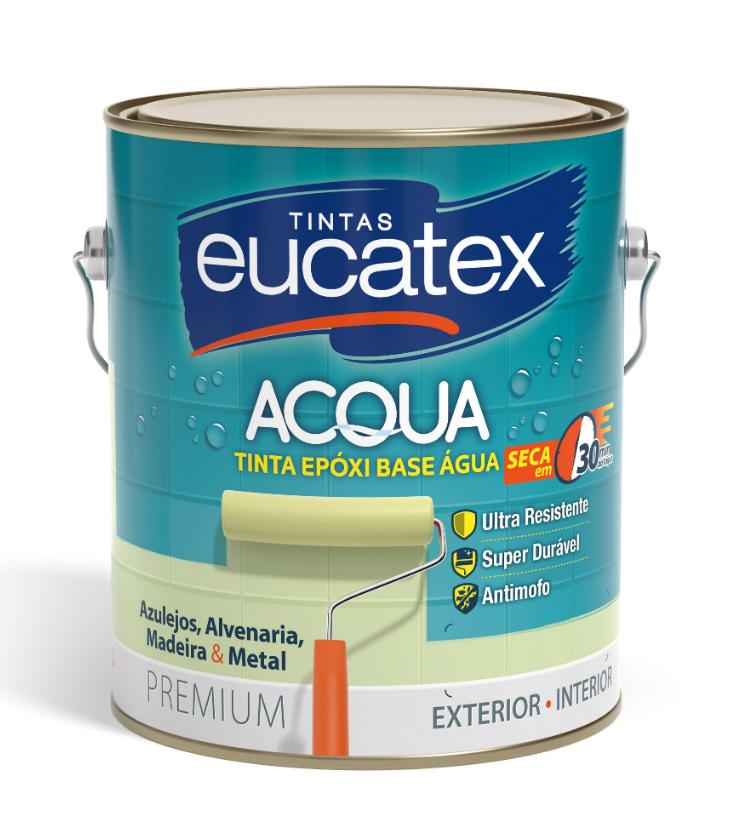 TINTAS
eucatex
ACQUA
TINTA EPÓXI BASE ÁGUA
SECA
em
30 min
Ultra Resistente
Super Durável
Antimofo
Azulejos, Alvenaria,
Madeira & Metal
PREMIUM
EXTERIOR • INTERIOR